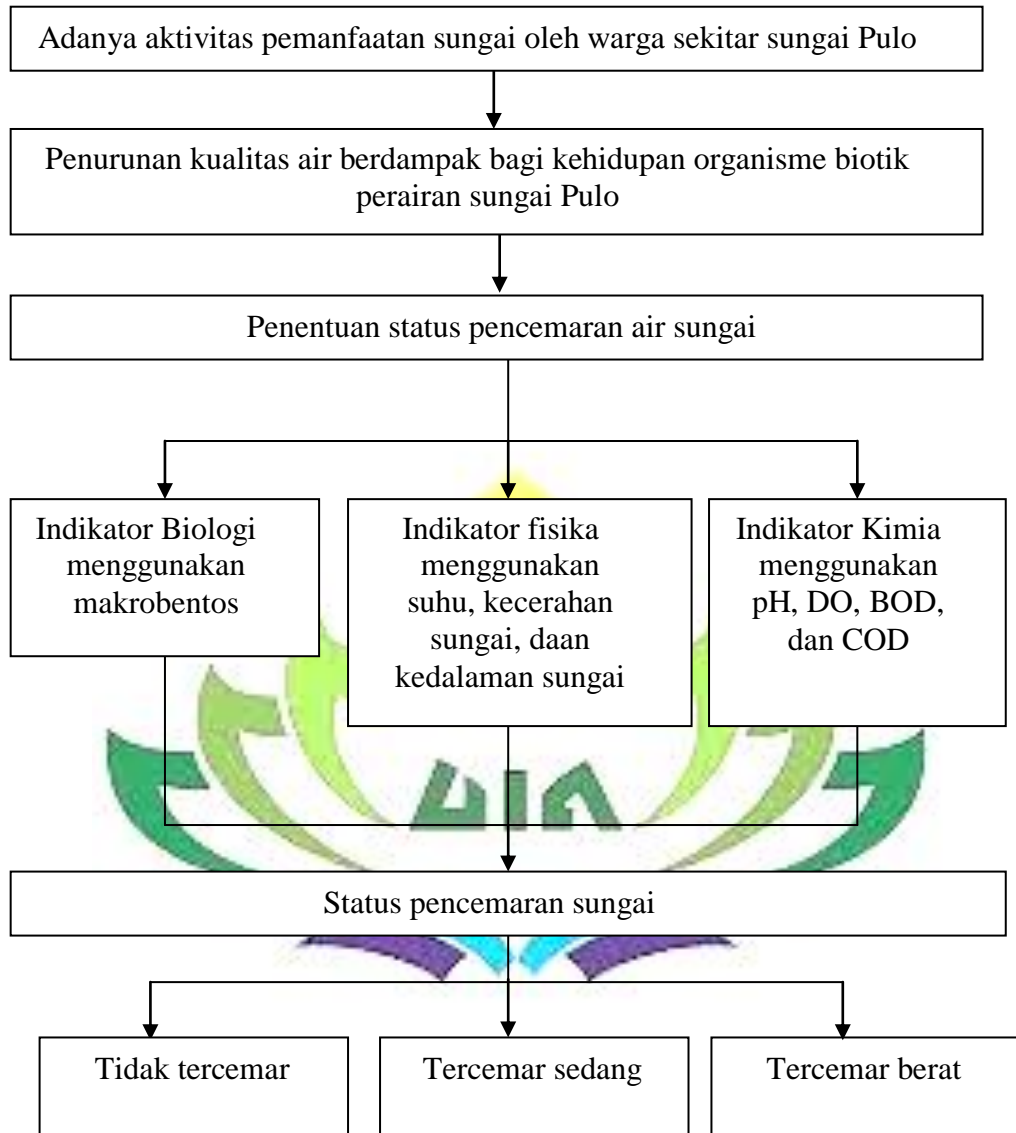 Adanya aktivitas pemanfaatan sungai oleh warga sekitar sungai Pulo
Penurunan kualitas air berdampak bagi kehidupan organisme biotik
perairan sungai Pulo
Penentuan status pencemaran air sungai
Indikator Biologi
menggunakan
makrobentos
Indikator fisika
menggunakan
suhu, kecerahan
sungai, daan
kedalaman sungai
Indikator Kimia
menggunakan
pH, DO, BOD,
dan COD
UIN
Status pencemaran sungai
Tidak tercemar
Tercemar sedang
Tercemar berat